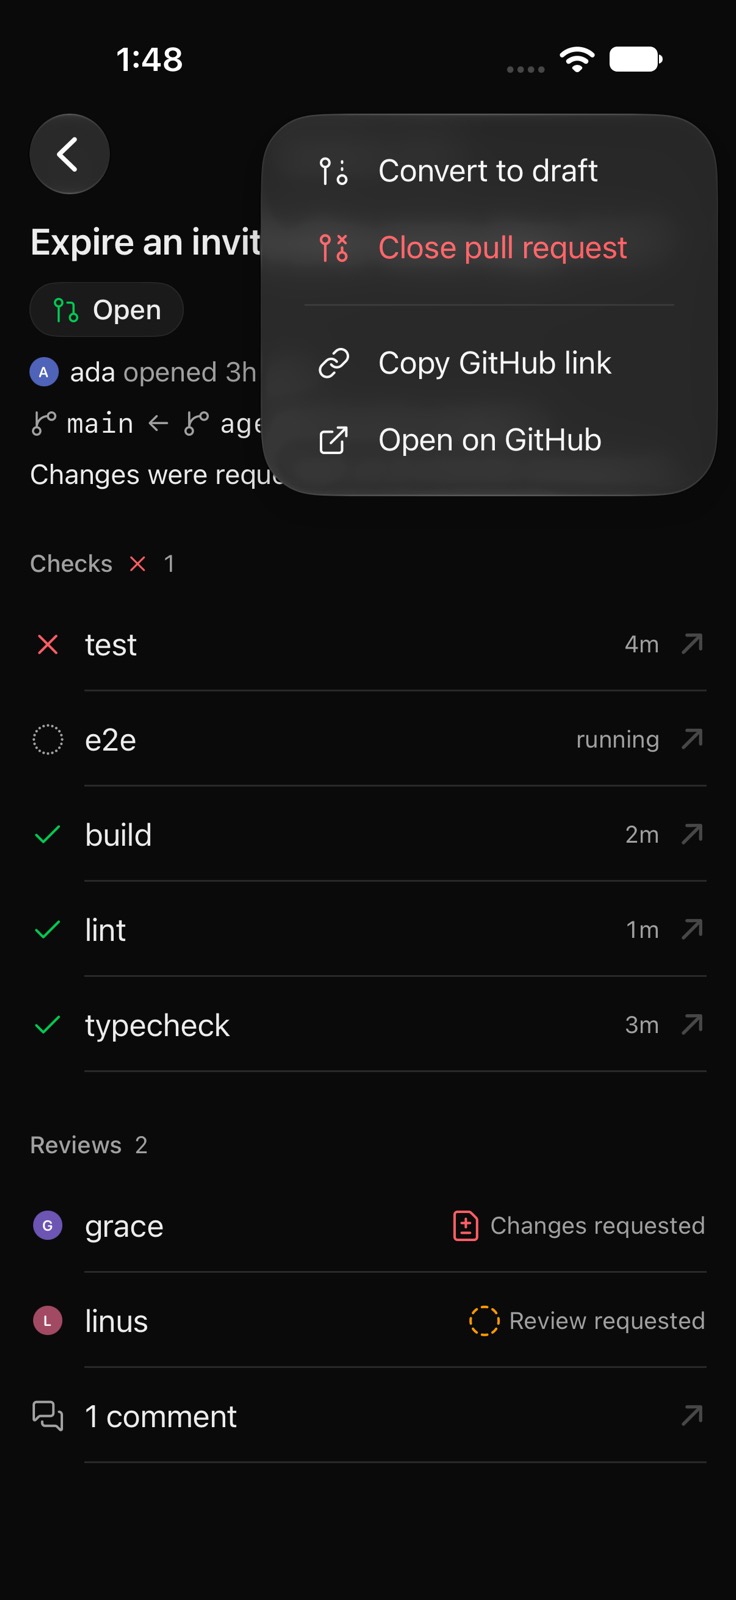 1:48
Convert to draft
Close pull request
Copy GitHub link
Open on GitHub
Expire an invit
Open
A ada opened 3h
main ← age
Changes were reque
Checks 1
test 4m
e2e running
build 2m
lint 1m
typecheck 3m
Reviews 2
G grace Changes requested
L linus Review requested
1 comment